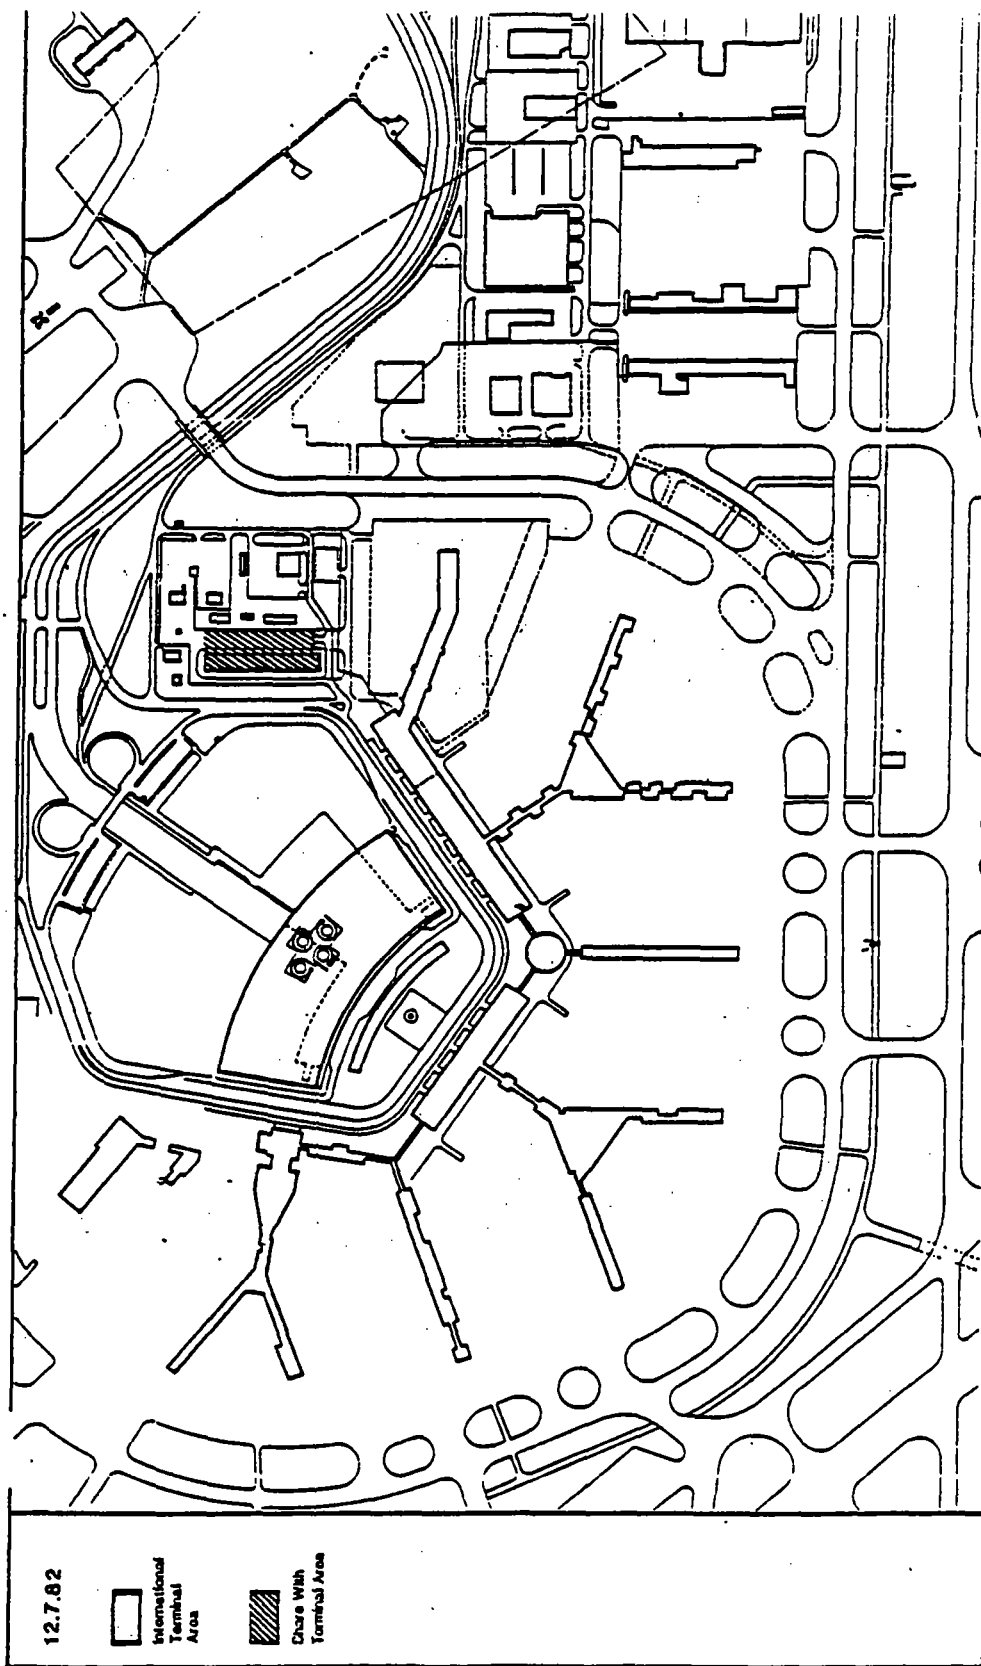 12.7.82
International
Terminal
Area
Share With
Terminal Area